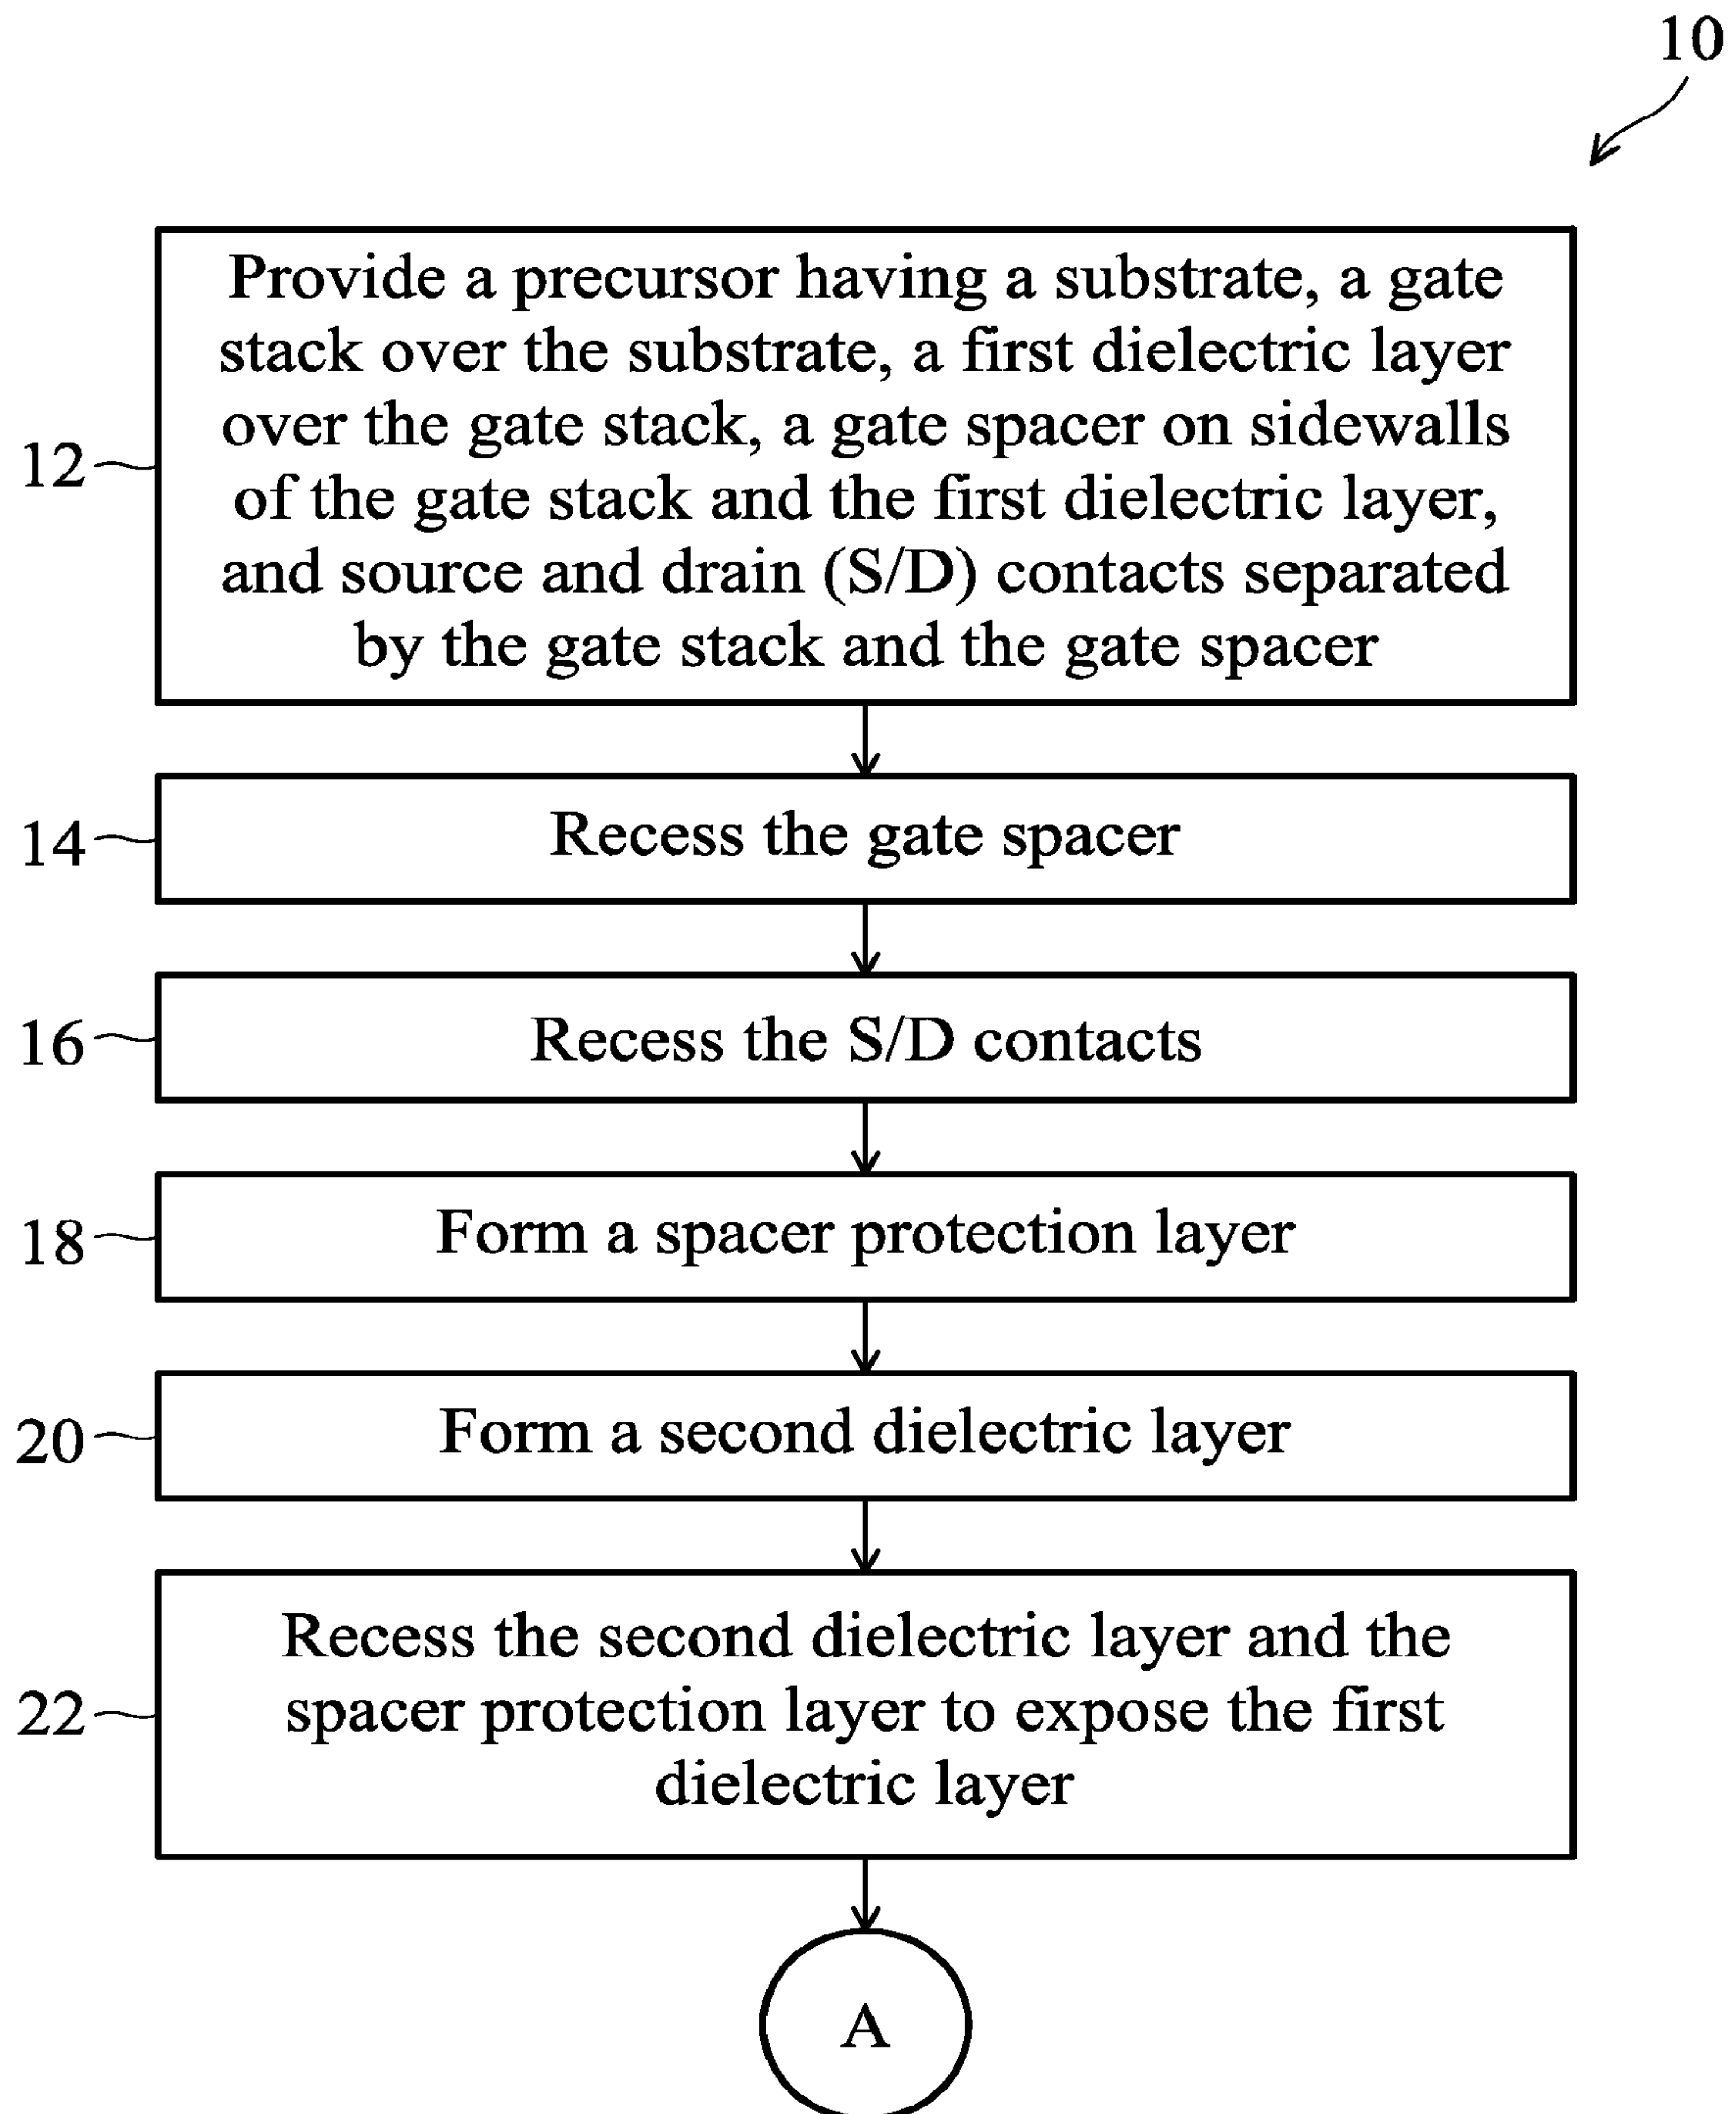 10
Provide a precursor having a substrate, a gate
stack over the substrate, a first dielectric layer
over the gate stack, a gate spacer on sidewalls
of the gate stack and the first dielectric layer,
and source and drain (S/D) contacts separated
by the gate stack and the gate spacer
12
Recess the gate spacer
14
Recess the S/D contacts
16
Form a spacer protection layer
18
Form a second dielectric layer
20
Recess the second dielectric layer and the
spacer protection layer to expose the first
dielectric layer
22
A